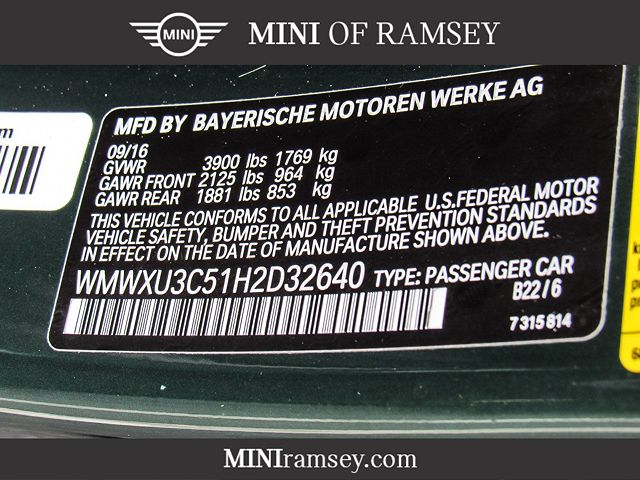 MINI
MINI OF RAMSEY
MFD BY BAYERISCHE MOTOREN WERKE AG
09/16
GVWR 3900 lbs 1769 kg
GAWR FRONT 2125 lbs 964 kg
GAWR REAR 1881 lbs 853 kg
THIS VEHICLE CONFORMS TO ALL APPLICABLE U.S.FEDERAL MOTOR
VEHICLE SAFETY, BUMPER AND THEFT PREVENTION STANDARDS
IN EFFECT ON THE DATE OF MANUFACTURE SHOWN ABOVE.
WMWXU3C51H2D32640 TYPE: PASSENGER CAR
B22/6
7315814
MINIramsey.com